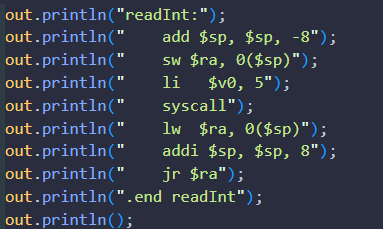 out.println("readInt:");
out.println("    add $sp, $sp, -8");
out.println("    sw $ra, 0($sp)");
out.println("    li   $v0, 5");
out.println("    syscall");
out.println("    lw  $ra, 0($sp)");
out.println("    addi $sp, $sp, 8");
out.println("    jr $ra");
out.println(".end readInt");
out.println();